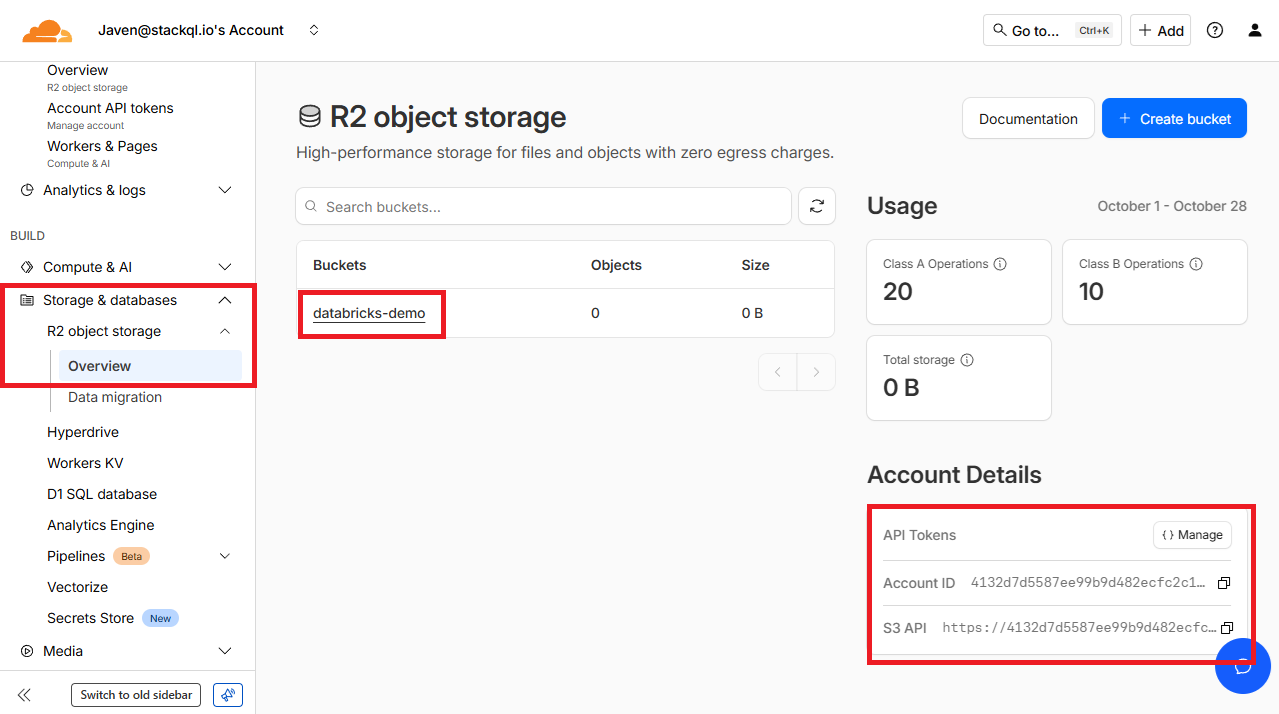 Javen@stackql.io's Account
Go to... Ctrl+K
Add
Overview
R2 object storage
Account API tokens
Manage account
Workers & Pages
Compute & AI
Analytics & logs
BUILD
Compute & AI
Storage & databases
R2 object storage
Overview
Data migration
Hyperdrive
Workers KV
D1 SQL database
Analytics Engine
Pipelines Beta
Vectorize
Secrets Store New
Media
Switch to old sidebar
R2 object storage
High-performance storage for files and objects with zero egress charges.
Documentation
+ Create bucket
Search buckets...
Buckets Objects Size
databricks-demo 0 0 B
Usage
October 1 - October 28
Class A Operations
20
Class B Operations
10
Total storage
0 B
Account Details
API Tokens {} Manage
Account ID 4132d7d5587ee99b9d482ecfc2c1...
S3 API https://4132d7d5587ee99b9d482ecfc...